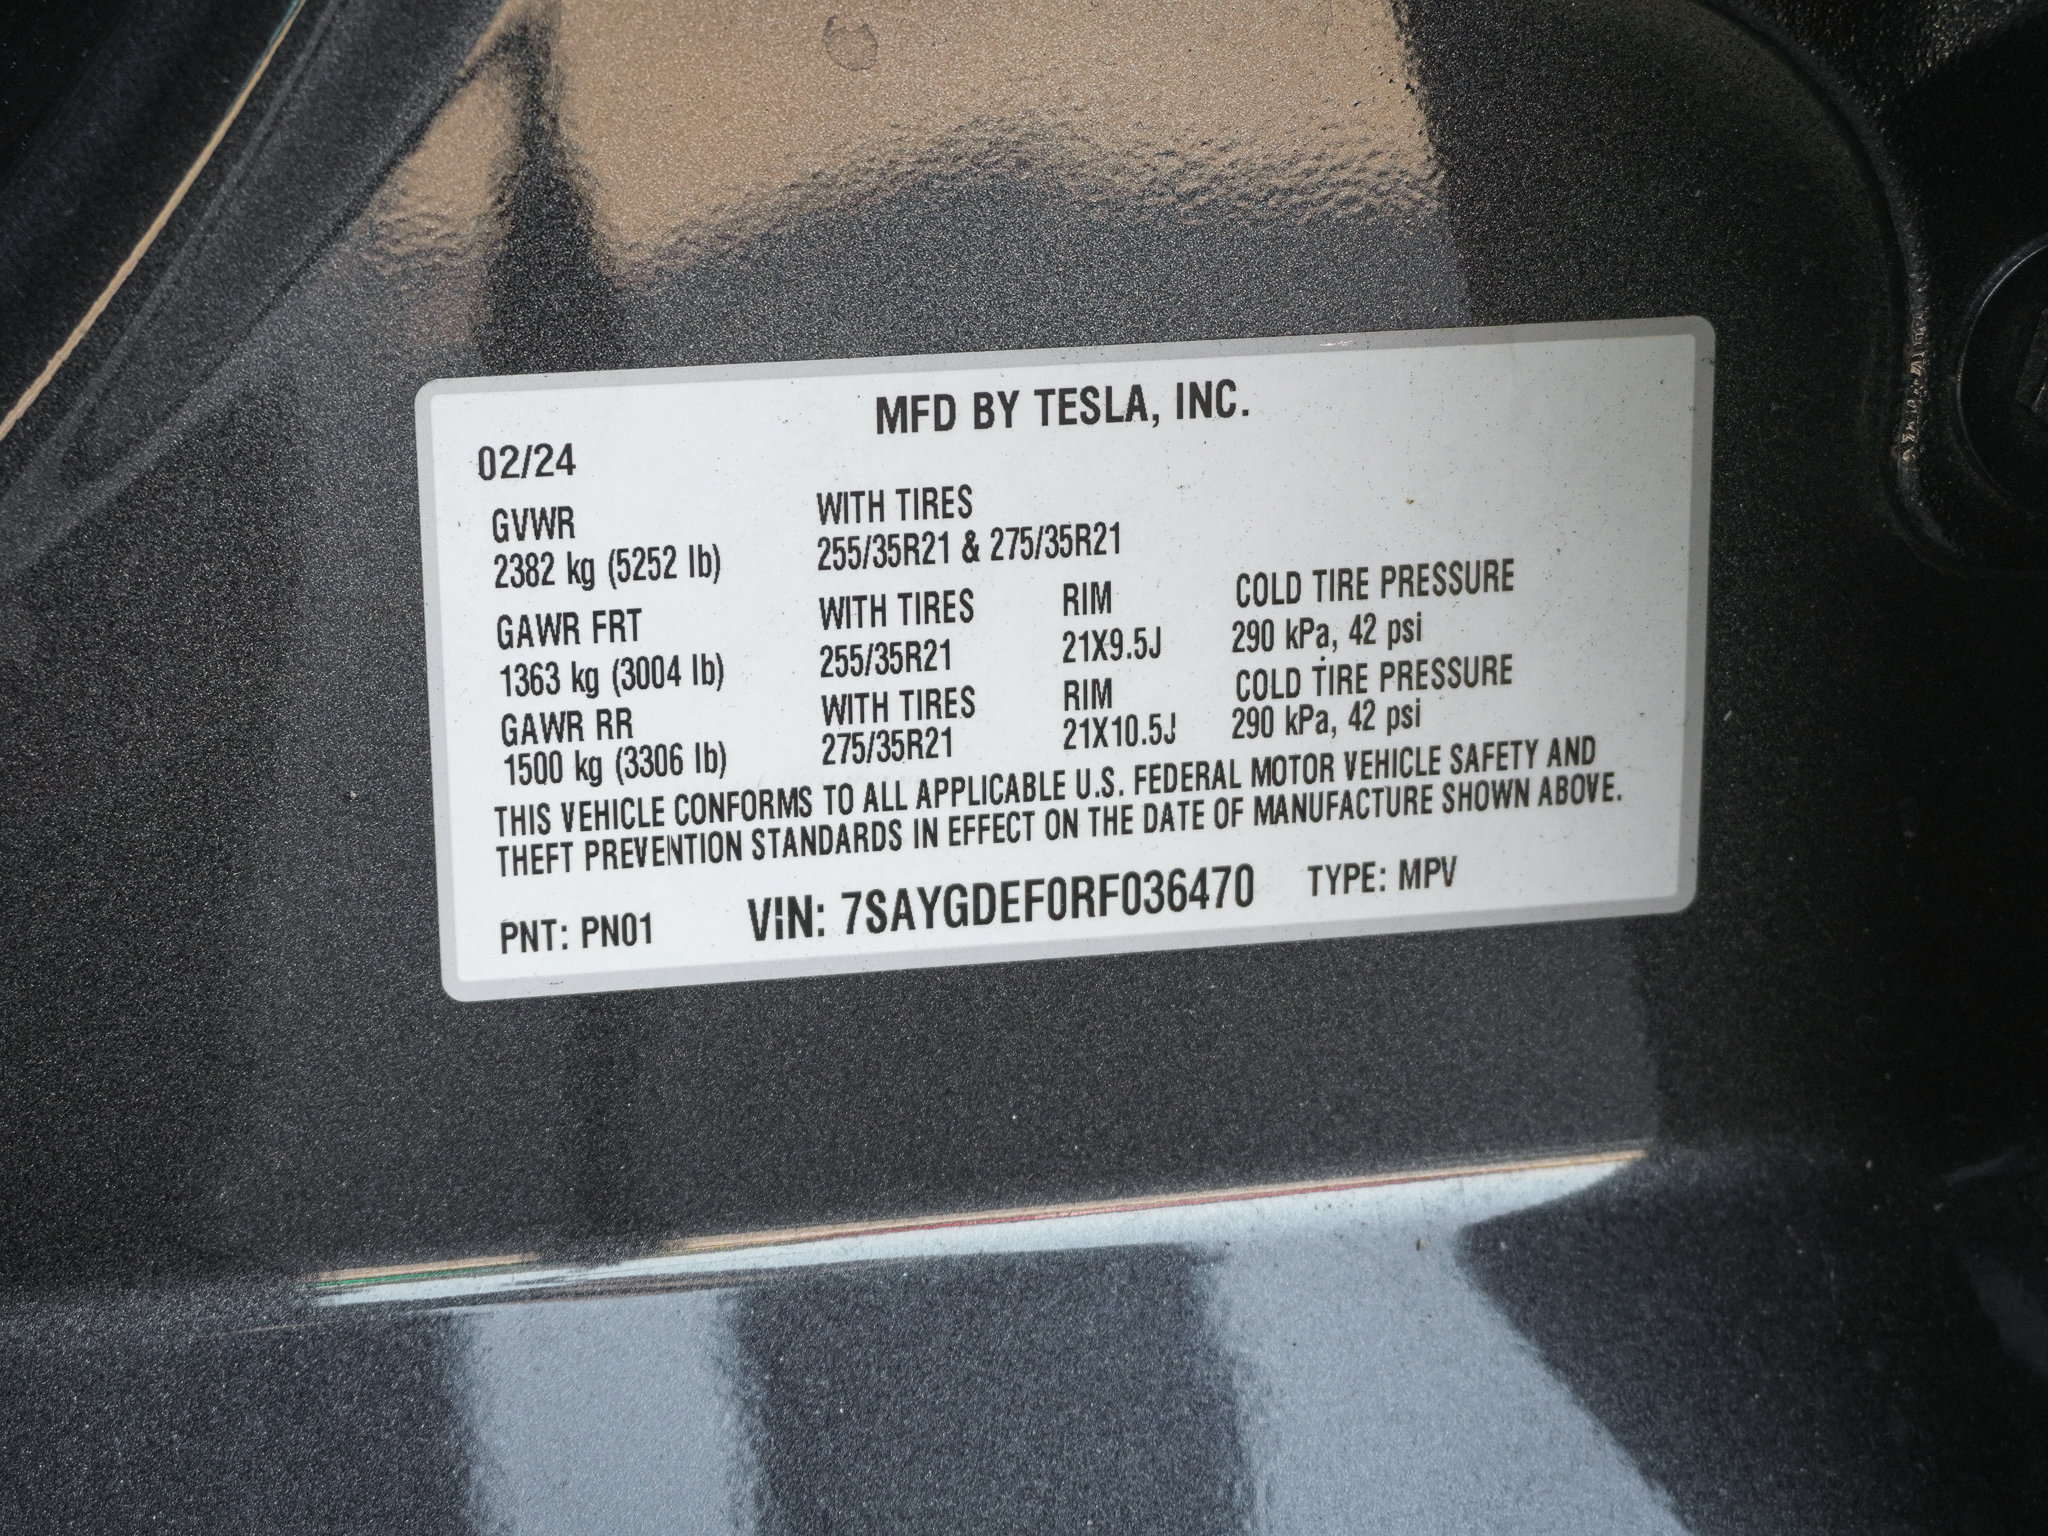 MFD BY TESLA, INC.
02/24
GVWR WITH TIRES
2382 kg (5252 lb) 255/35R21 & 275/35R21
GAWR FRT WITH TIRES RIM COLD TIRE PRESSURE
1363 kg (3004 lb) 255/35R21 21X9.5J 290 kPa, 42 psi
GAWR RR WITH TIRES RIM COLD TIRE PRESSURE
1500 kg (3306 lb) 275/35R21 21X10.5J 290 kPa, 42 psi
THIS VEHICLE CONFORMS TO ALL APPLICABLE U.S. FEDERAL MOTOR VEHICLE SAFETY AND
THEFT PREVENTION STANDARDS IN EFFECT ON THE DATE OF MANUFACTURE SHOWN ABOVE.
PNT: PN01 VIN: 7SAYGDEF0RF036470 TYPE: MPV